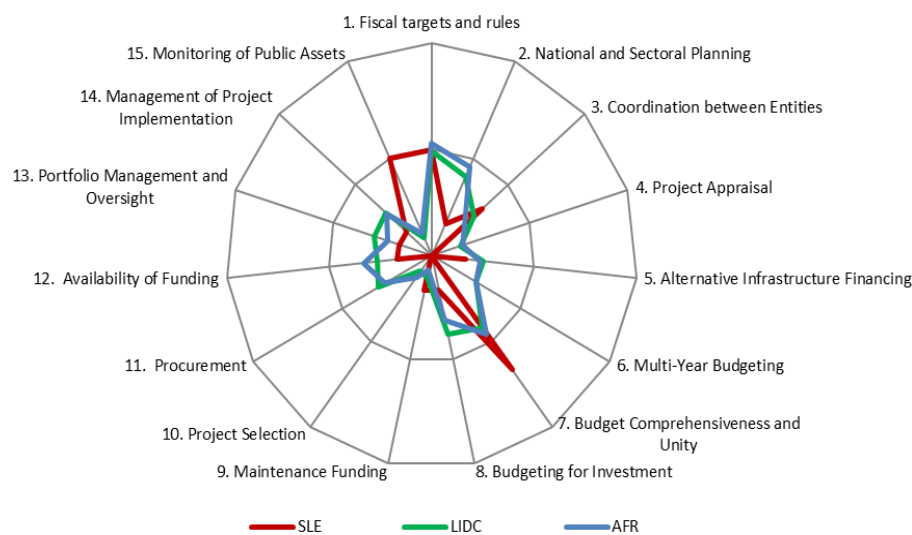 1. Fiscal targets and rules
2. National and Sectoral Planning
3. Coordination between Entities
4. Project Appraisal
5. Alternative Infrastructure Financing
6. Multi-Year Budgeting
7. Budget Comprehensiveness and
Unity
8. Budgeting for Investment
9. Maintenance Funding
10. Project Selection
11. Procurement
12. Availability of Funding
13. Portfolio Management and
Oversight
14. Management of Project
Implementation
15. Monitoring of Public Assets
SLE
LIDC
AFR